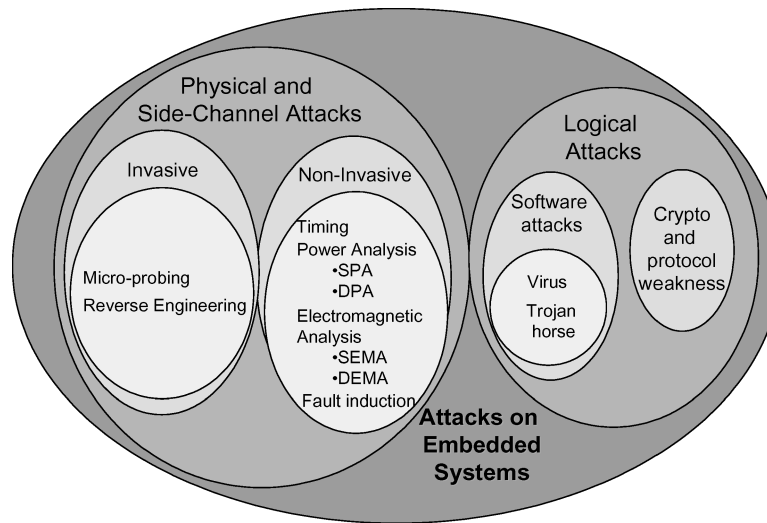 Physical and
Side-Channel Attacks
Invasive
Micro-probing
Reverse Engineering
Non-Invasive
Timing
Power Analysis
•SPA
•DPA
Electromagnetic
Analysis
•SEMA
•DEMA
Fault induction
Logical
Attacks
Software
attacks
Virus
Trojan
horse
Crypto
and
protocol
weakness
Attacks on
Embedded
Systems